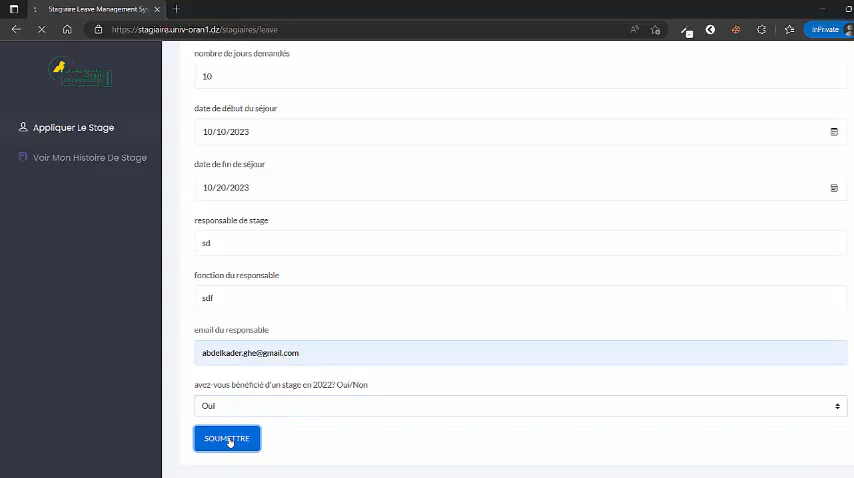 Stagiaire Leave Management Sys
https://stagiaire.univ-oran1.dz/stagiaires/leave
InPrivate
Appliquer Le Stage
Voir Mon Histoire De Stage
nombre de jours demandés
10
date de début du séjour
10/10/2023
date de fin de séjour
10/20/2023
responsable de stage
sd
fonction du responsable
sdf
email du responsable
abdelkader.ghe@gmail.com
avez-vous bénéficié d'un stage en 2022? Oui/Non
Oui
SOUMETTRE